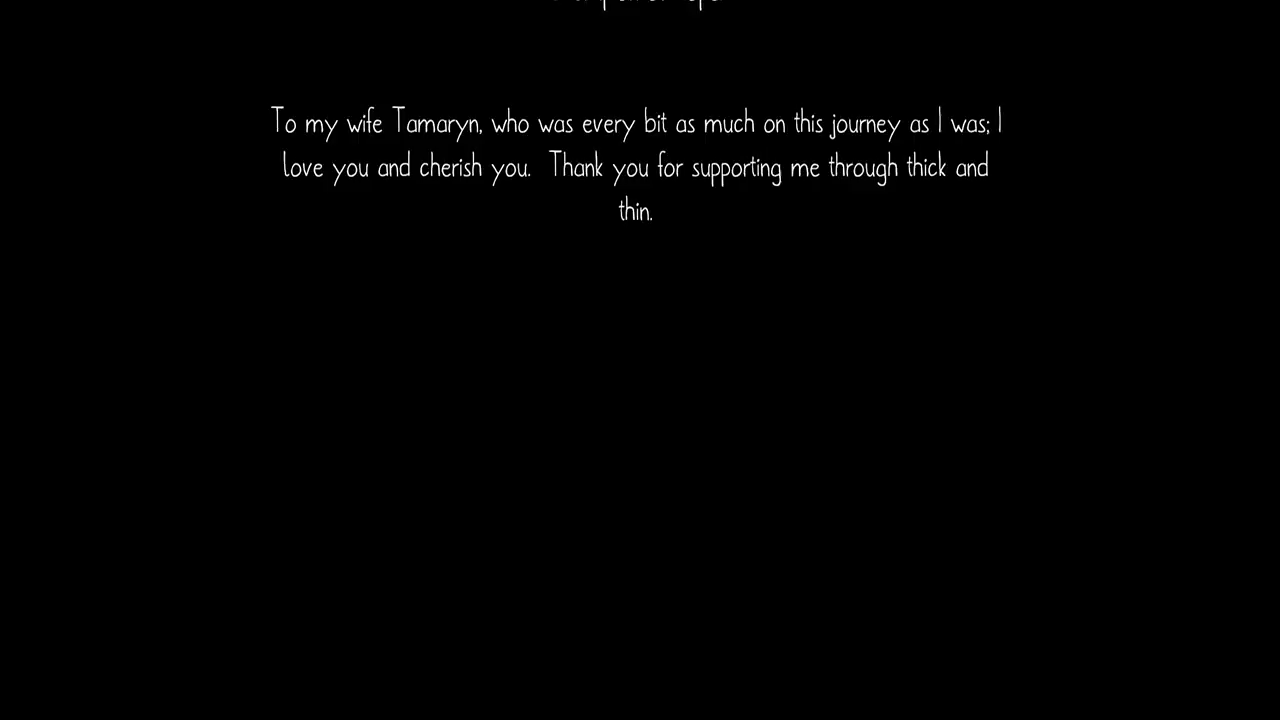 To my wife Tamaryn, who was every bit as much on this journey as I was; I
love you and cherish you.  Thank you for supporting me through thick and
thin.